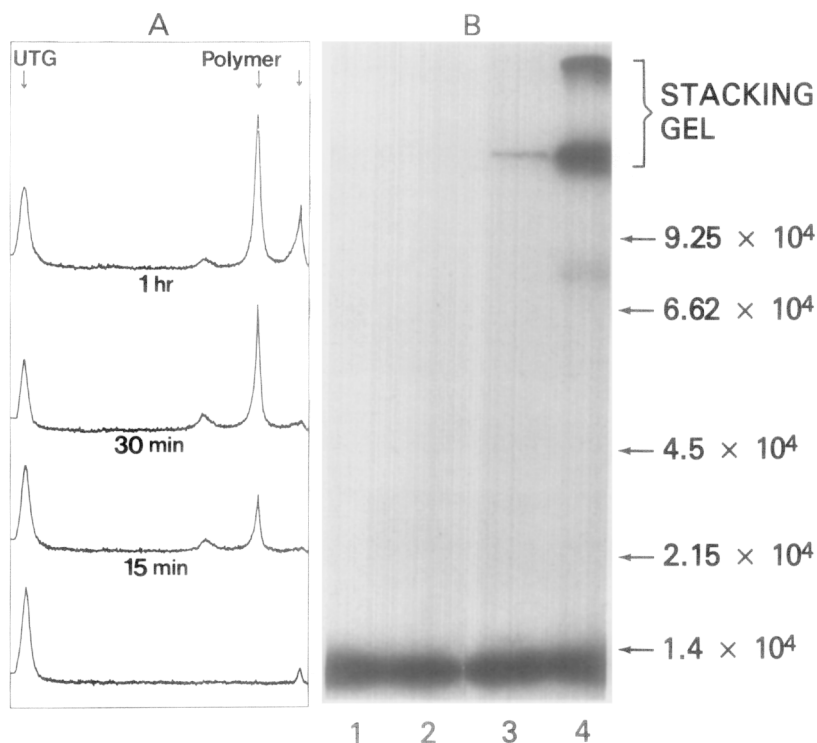 A
B
UTG
Polymer
1 hr
30 min
15 min
STACKING
GEL
9.25 × 10⁴
6.62 × 10⁴
4.5 × 10⁴
2.15 × 10⁴
1.4 × 10⁴
1 2 3 4